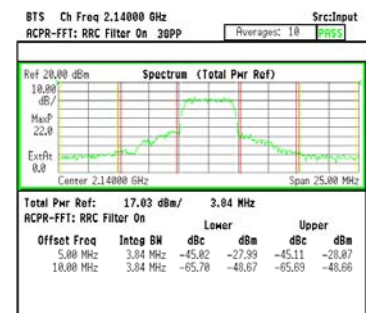 BTS Ch Freq 2.14000 GHz Src:Input
ACPR-FFT: RRC Filter On 3GPP Averages: 10 PASS
Ref 20.00 dBm Spectrum (Total Pwr Ref)
10.00
dB/
MaxP
22.0
ExtAt
0.0
Center 2.14000 GHz Span 25.00 MHz
Total Pwr Ref: 17.03 dBm/ 3.84 MHz
ACPR-FFT: RRC Filter On
Lower Upper
Offset Freq Integ BW dBc dBm dBc dBm
5.00 MHz 3.84 MHz -45.02 -27.99 -45.11 -28.07
10.00 MHz 3.84 MHz -65.70 -48.67 -65.69 -48.66